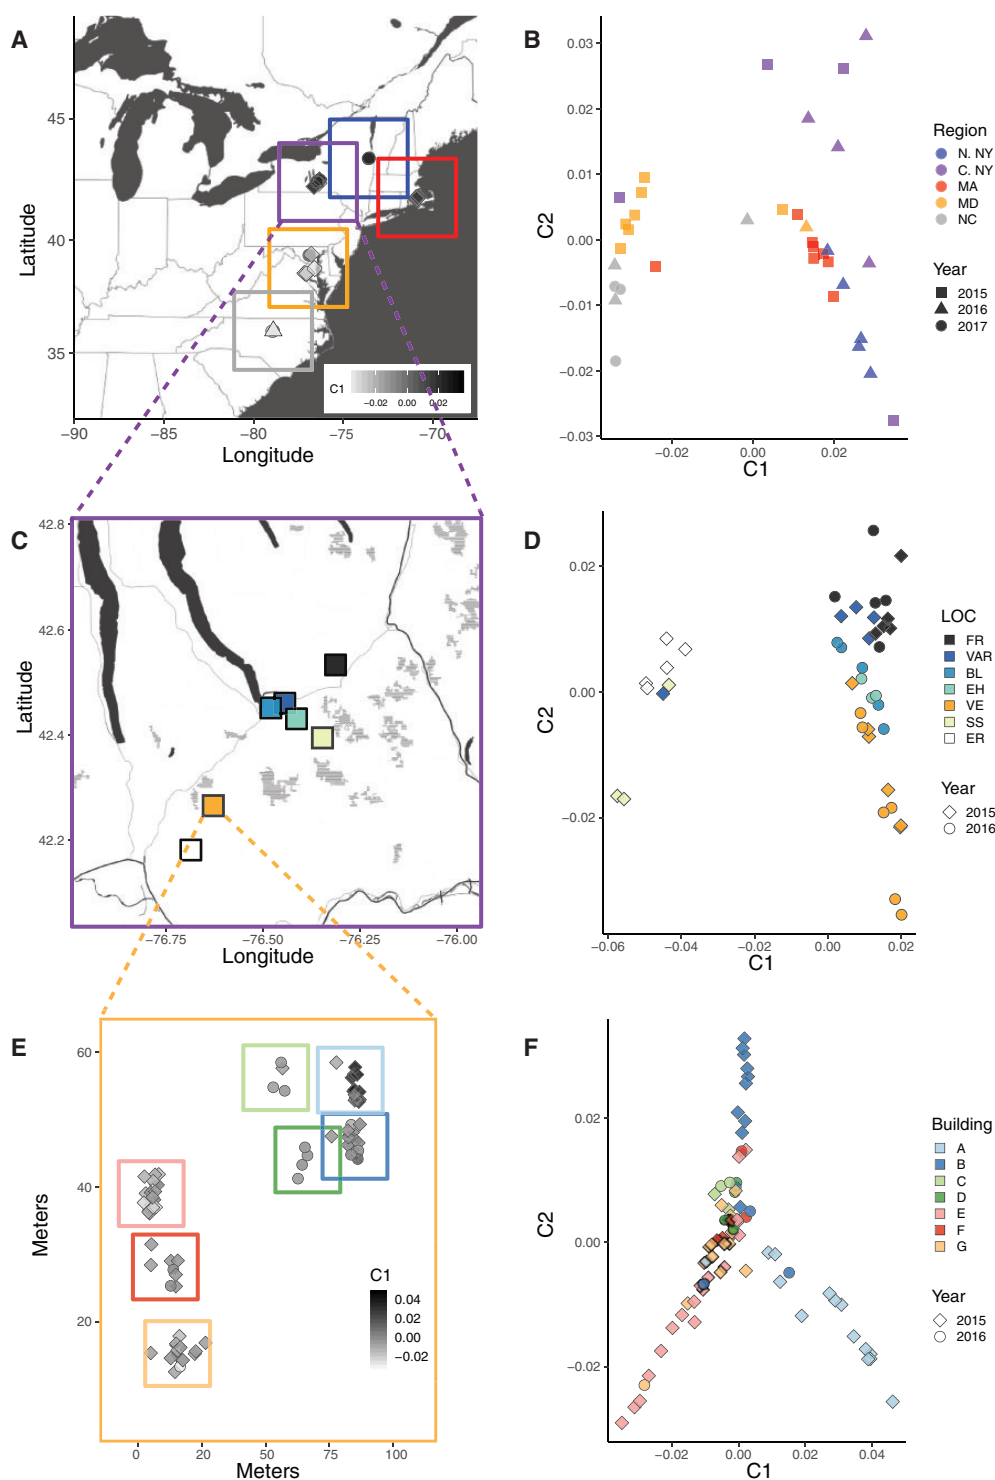 A
Latitude
45
40
35
−90
−85
−80
−75
−70
Longitude
C1
−0.02
0.00
0.02
B
C2
0.03
0.02
0.01
0.00
−0.01
−0.02
−0.03
−0.02
0.00
0.02
C1
Region
N. NY
C. NY
MA
MD
NC
Year
2015
2016
2017
C
Latitude
42.8
42.6
42.4
42.2
−76.75
−76.50
−76.25
−76.00
Longitude
D
C2
0.02
0.00
−0.02
−0.06
−0.04
−0.02
0.00
0.02
C1
LOC
FR
VAR
BL
EH
VE
SS
ER
Year
2015
2016
E
Meters
60
40
20
0
20
50
75
100
Meters
C1
0.04
0.02
0.00
−0.02
F
C2
0.02
0.00
−0.02
−0.02
0.00
0.02
0.04
C1
Building
A
B
C
D
E
F
G
Year
2015
2016